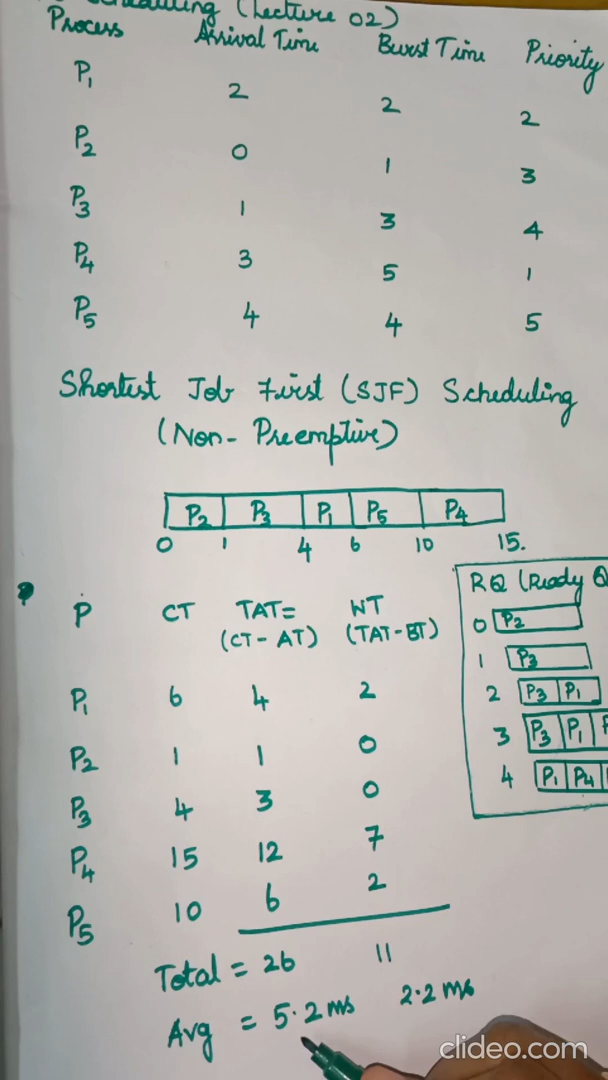 Scheduling (Lecture 02)
Process Arrival Time Burst Time Priority
P1 2 2 2
P2 0 1 3
P3 1 3 4
P4 3 5 1
P5 4 4 5
Shortest Job First (SJF) Scheduling
(Non-Preemptive)
P2 P3 P1 P5 P4
0 1 4 6 10 15.
P CT TAT= WT
(CT-AT) (TAT-BT)
P1 6 4 2
P2 1 1 0
P3 4 3 0
P4 15 12 7
P5 10 6 2
Total = 26 11
Avg = 5.2 ms 2.2 ms
RQ (Ready Q
0 P2
1 P3
2 P3 P1
3 P3 P1
4 P1 P4
clideo.com